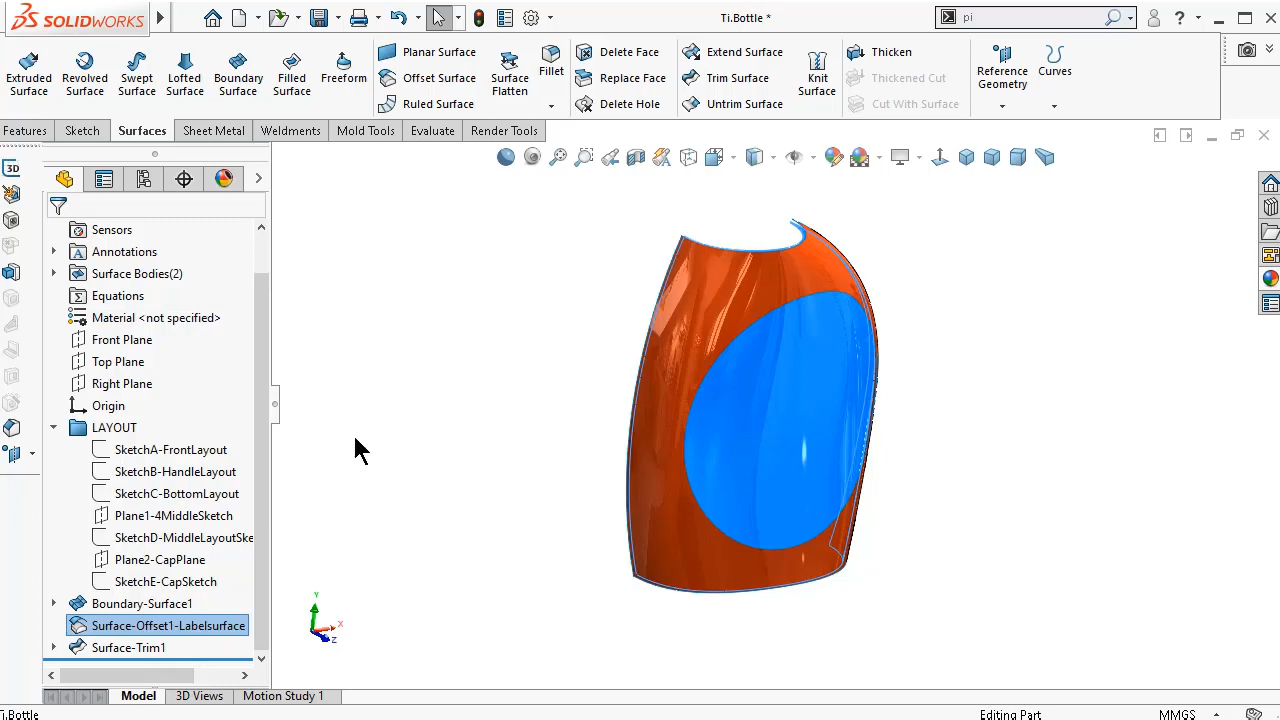 SOLIDWORKS
Ti.Bottle *
pi
Extruded Surface
Revolved Surface
Swept Surface
Lofted Surface
Boundary Surface
Filled Surface
Freeform
Planar Surface
Offset Surface
Ruled Surface
Surface Flatten
Fillet
Delete Face
Replace Face
Delete Hole
Extend Surface
Trim Surface
Untrim Surface
Knit Surface
Thicken
Thickened Cut
Cut With Surface
Reference Geometry
Curves
Features
Sketch
Surfaces
Sheet Metal
Weldments
Mold Tools
Evaluate
Render Tools
3D
Sensors
Annotations
Surface Bodies(2)
Equations
Material <not specified>
Front Plane
Top Plane
Right Plane
Origin
LAYOUT
SketchA-FrontLayout
SketchB-HandleLayout
SketchC-BottomLayout
Plane1-4MiddleSketch
SketchD-MiddleLayoutSke
Plane2-CapPlane
SketchE-CapSketch
Boundary-Surface1
Surface-Offset1-Labelsurface
Surface-Trim1
Y
X
Z
Model
3D Views
Motion Study 1
Ti.Bottle
Editing Part
MMGS